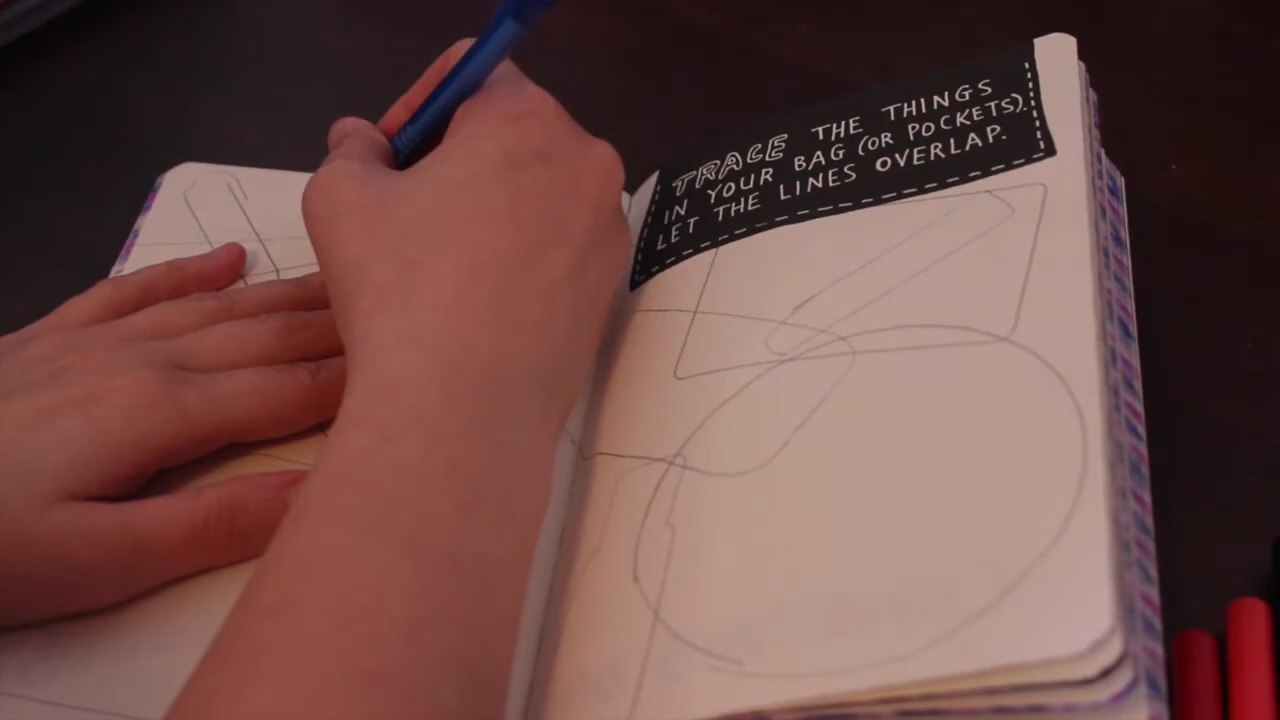 TRACE THE THINGS
IN YOUR BAG (OR POCKETS).
LET THE LINES OVERLAP.